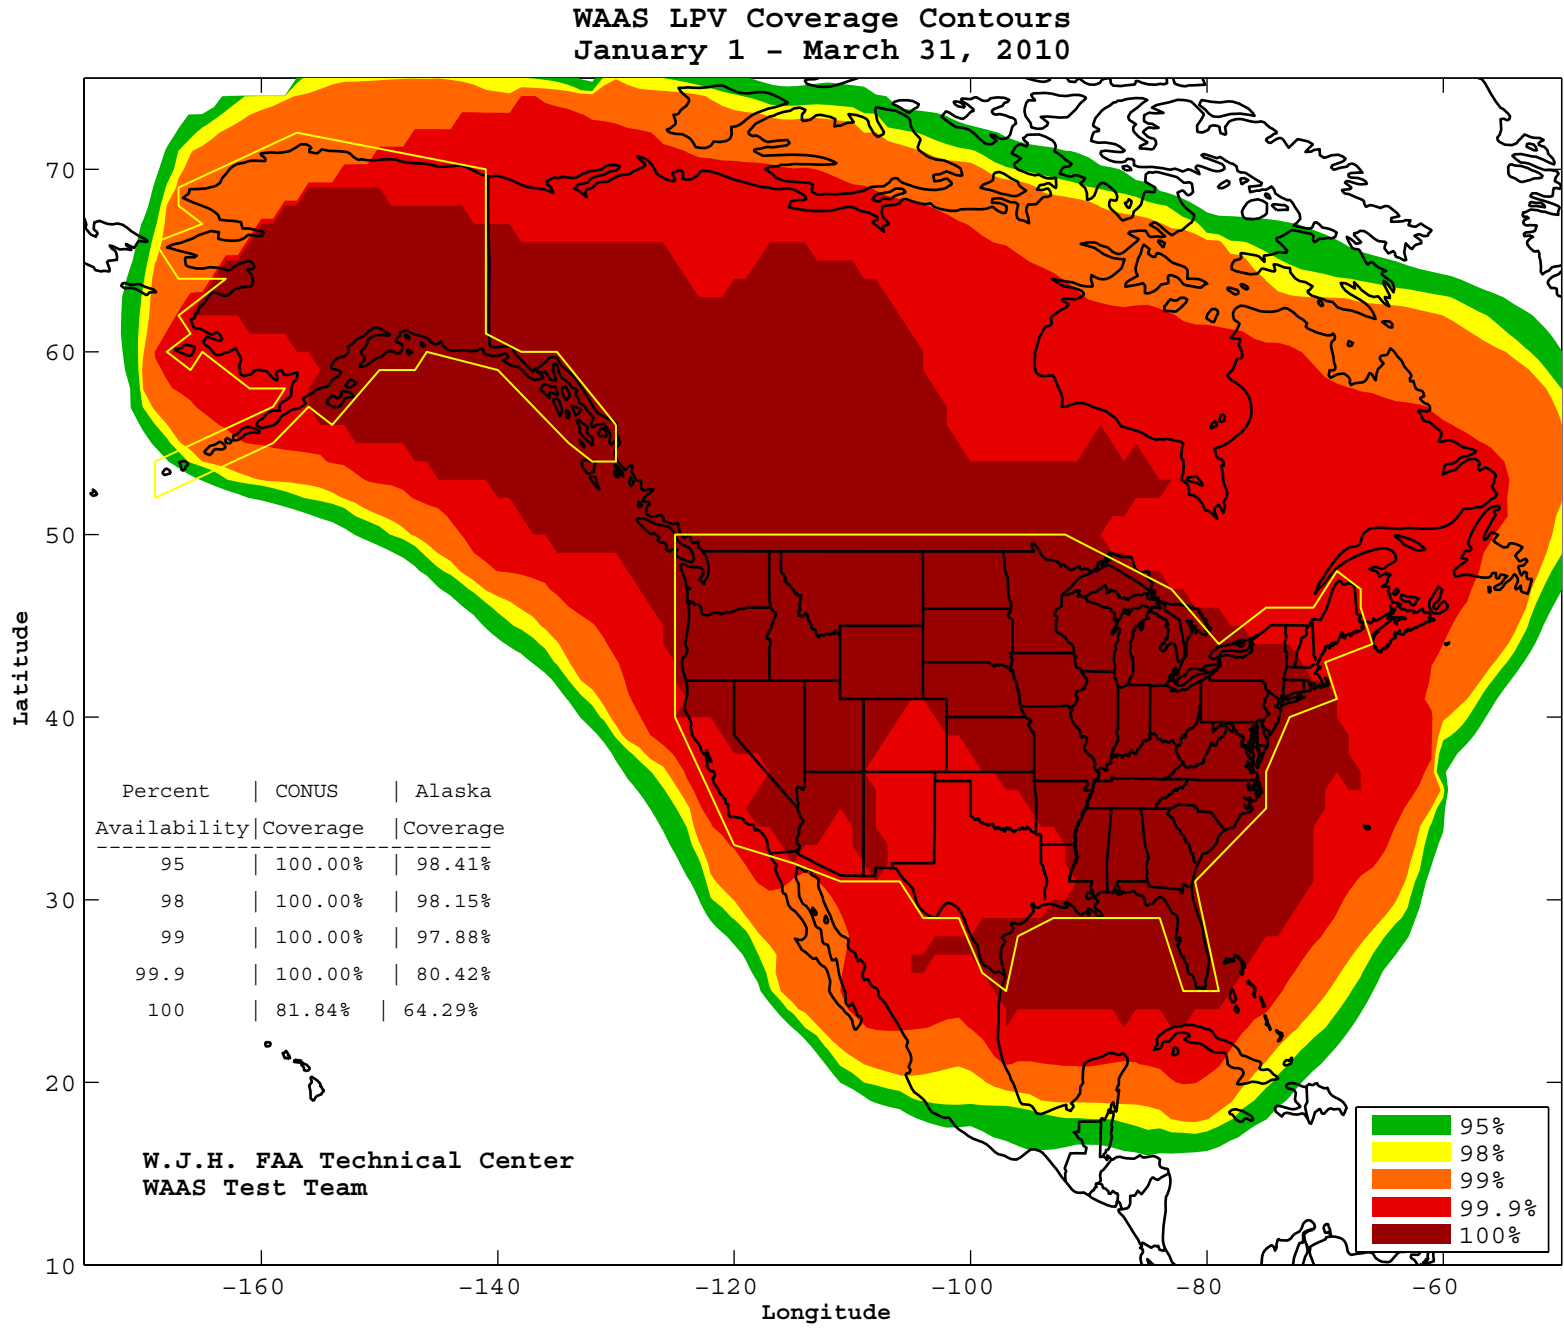 WAAS LPV Coverage Contours
January 1 - March 31, 2010
70
60
50
40
30
20
10
Latitude
Percent | CONUS | Alaska
Availability|Coverage |Coverage
--------------------------------
95 | 100.00% | 98.41%
98 | 100.00% | 98.15%
99 | 100.00% | 97.88%
99.9 | 100.00% | 80.42%
100 | 81.84% | 64.29%
W.J.H. FAA Technical Center
WAAS Test Team
95%
98%
99%
99.9%
100%
-160 -140 -120 -100 -80 -60
Longitude